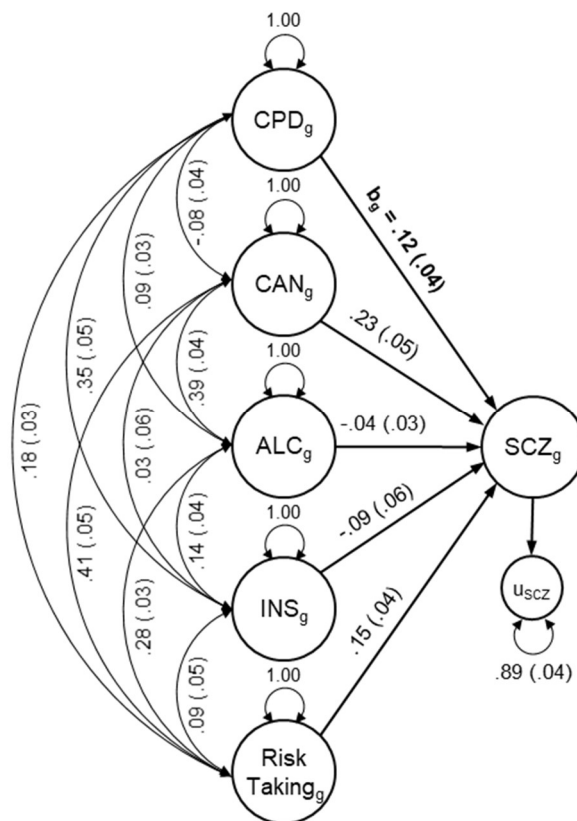 1.00
CPDg
1.00
CANg
1.00
ALCg
1.00
INSg
1.00
Risk
Takingg
-.08 (.04)
.09 (.03)
.35 (.05)
.18 (.03)
.39 (.04)
.03 (.06)
.41 (.05)
.14 (.04)
.28 (.03)
.09 (.05)
bg = .12 (.04)
.23 (.05)
-.04 (.03)
-.09 (.06)
.15 (.04)
SCZg
uSCZ
.89 (.04)